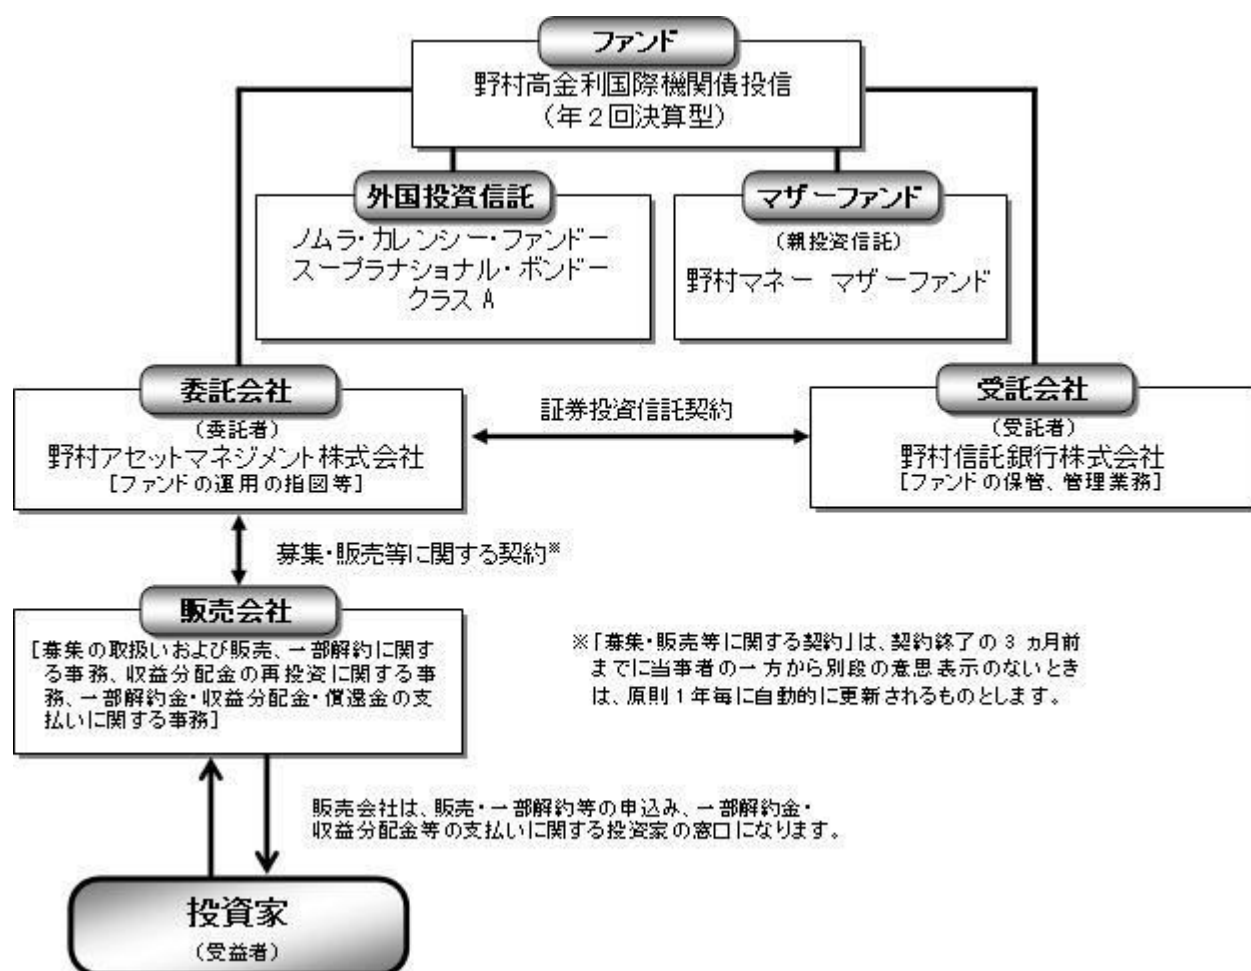 ファンド
野村高金利国際機関債投信
（年２回決算型）
外国投資信託
ノムラ・カレンシー・ファンドー
スープラナショナル・ボンドー
クラス A
マザーファンド
（親投資信託）
野村マネー マザーファンド
委託会社
（委託者）
野村アセットマネジメント株式会社
［ファンドの運用の指図等］
証券投資信託契約
受託会社
（受託者）
野村信託銀行株式会社
［ファンドの保管、管理業務］
募集・販売等に関する契約※
販売会社
［募集の取扱いおよび販売、一部解約に関す
る事務、収益分配金の再投資に関する事
務、一部解約金・収益分配金・償還金の支
払いに関する事務］
※「募集・販売等に関する契約」は、契約終了の 3 ヵ月前
までに当事者の一方から別段の意思表示のないとき
は、原則１年毎に自動的に更新されるものとします。
販売会社は、販売・一部解約等の申込み、一部解約金・
収益分配金等の支払いに関する投資家の窓口になります。
投資家
（受益者）